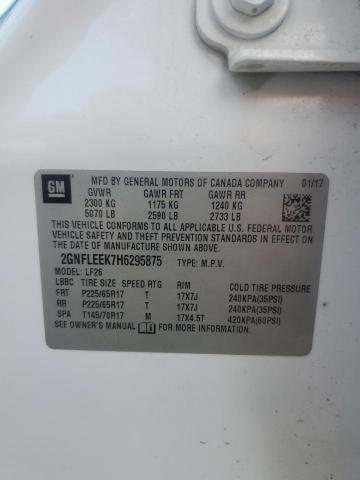 GM
MFD BY GENERAL MOTORS OF CANADA COMPANY 01/17
GVWR GAWR FRT GAWR RR
2300 KG 1175 KG 1240 KG
5070 LB 2590 LB 2733 LB
THIS VEHICLE CONFORMS TO ALL APPLICABLE U.S. FEDERAL MOTOR
VEHICLE SAFETY, BUMPER, AND THEFT PREVENTION STANDARDS IN EFFECT ON
THE DATE OF MANUFACTURE SHOWN ABOVE.
2GNFLEEK7H6295875 TYPE: M.P.V.
MODEL: LF26
LBBC TIRE SIZE SPEED RTG RIM COLD TIRE PRESSURE
FRT P225/65R17 T 17X7J 240KPA(35PSI)
RR P225/65R17 T 17X7J 240KPA(35PSI)
SPA T145/70R17 M 17X4.5T 420KPA(60PSI)
SEE OWNER'S MANUAL FOR MORE INFORMATION.